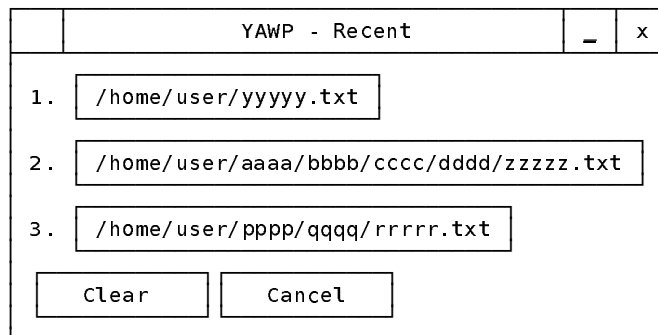 YAWP - Recent _ x
1. /home/user/yyyyy.txt
2. /home/user/aaaa/bbbb/cccc/dddd/zzzzz.txt
3. /home/user/pppp/qqqq/rrrrr.txt
Clear Cancel